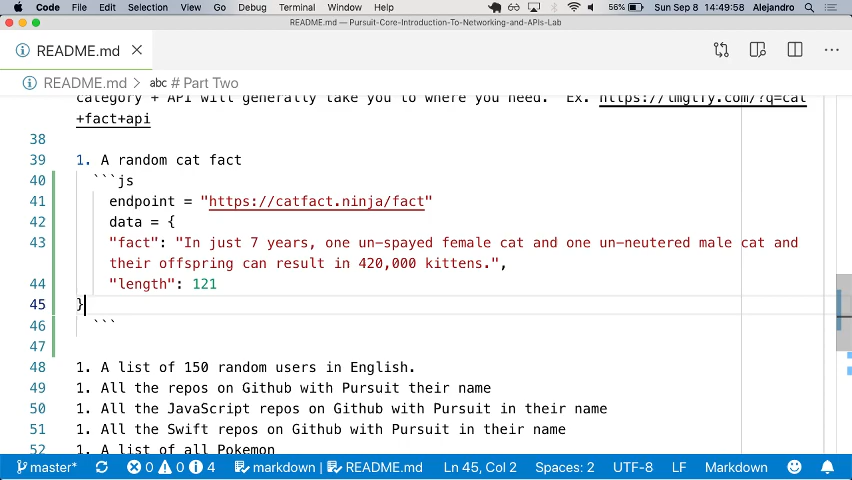 Code File Edit Selection View Go Debug Terminal Window Help 56% Sun Sep 8 14:49:58 Alejandro
README.md — Pursuit-Core-Introduction-To-Networking-and-APIs-Lab
README.md
README.md > abc # Part Two
category + API will generally take you to where you need. Ex. https://lmgtfy.com/?q=cat
+fact+api
38
39 1. A random cat fact
40 ```js
41 endpoint = "https://catfact.ninja/fact"
42 data = {
43 "fact": "In just 7 years, one un-spayed female cat and one un-neutered male cat and
their offspring can result in 420,000 kittens.",
44 "length": 121
45 }
46 ```
47
48 1. A list of 150 random users in English.
49 1. All the repos on Github with Pursuit their name
50 1. All the JavaScript repos on Github with Pursuit in their name
51 1. All the Swift repos on Github with Pursuit in their name
52 1. A list of all Pokemon
master* 0 0 4 markdown | README.md Ln 45, Col 2 Spaces: 2 UTF-8 LF Markdown